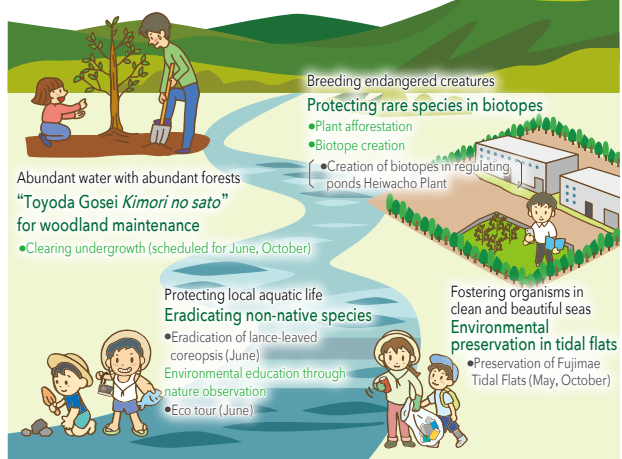 Breeding endangered creatures
Protecting rare species in biotopes
●Plant afforestation
●Biotope creation
●Creation of biotopes in regulating
ponds Heiwacho Plant
Abundant water with abundant forests
“Toyoda Gosei Kimori no sato”
for woodland maintenance
●Clearing undergrowth (scheduled for June, October)
Protecting local aquatic life
Eradicating non-native species
●Eradication of lance-leaved
coreopsis (June)
Environmental education through
nature observation
●Eco tour (June)
Fostering organisms in
clean and beautiful seas
Environmental
preservation in tidal flats
●Preservation of Fujimae
Tidal Flats (May, October)